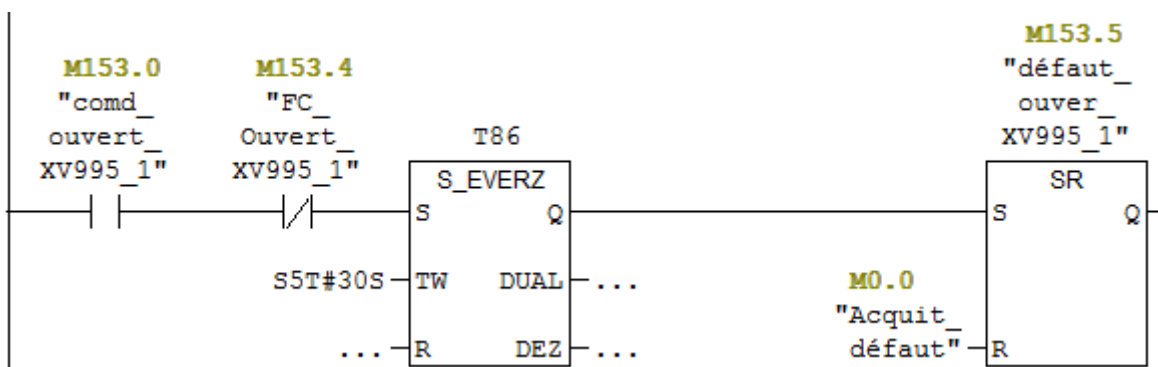 M153.5
M153.0 M153.4 "défaut_
"comd_ "FC_ ouver_
ouvert_ Ouvert_ T86 XV995_1"
XV995_1" XV995_1" S_EVERZ SR
S Q S Q
S5T#30S TW DUAL ... M0.0
"Acquit_
... R DEZ ... défaut" R